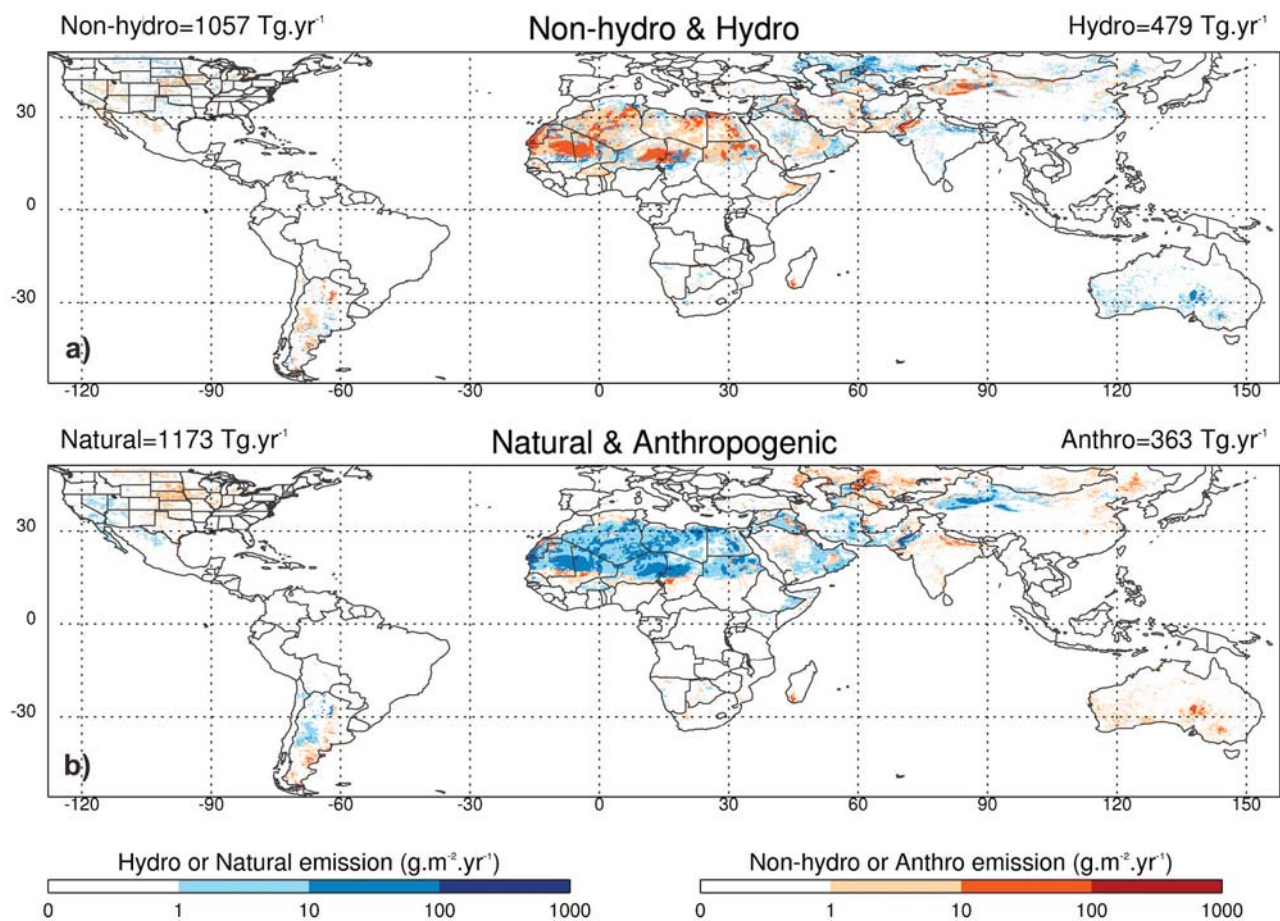 Non-hydro=1057 Tg.yr⁻¹ Non-hydro & Hydro Hydro=479 Tg.yr⁻¹
30
0
-30
a)
-120 -90 -60 -30 0 30 60 90 120 150
Natural=1173 Tg.yr⁻¹ Natural & Anthropogenic Anthro=363 Tg.yr⁻¹
30
0
-30
b)
-120 -90 -60 -30 0 30 60 90 120 150
Hydro or Natural emission (g.m⁻².yr⁻¹) Non-hydro or Anthro emission (g.m⁻².yr⁻¹)
0 1 10 100 1000 0 1 10 100 1000